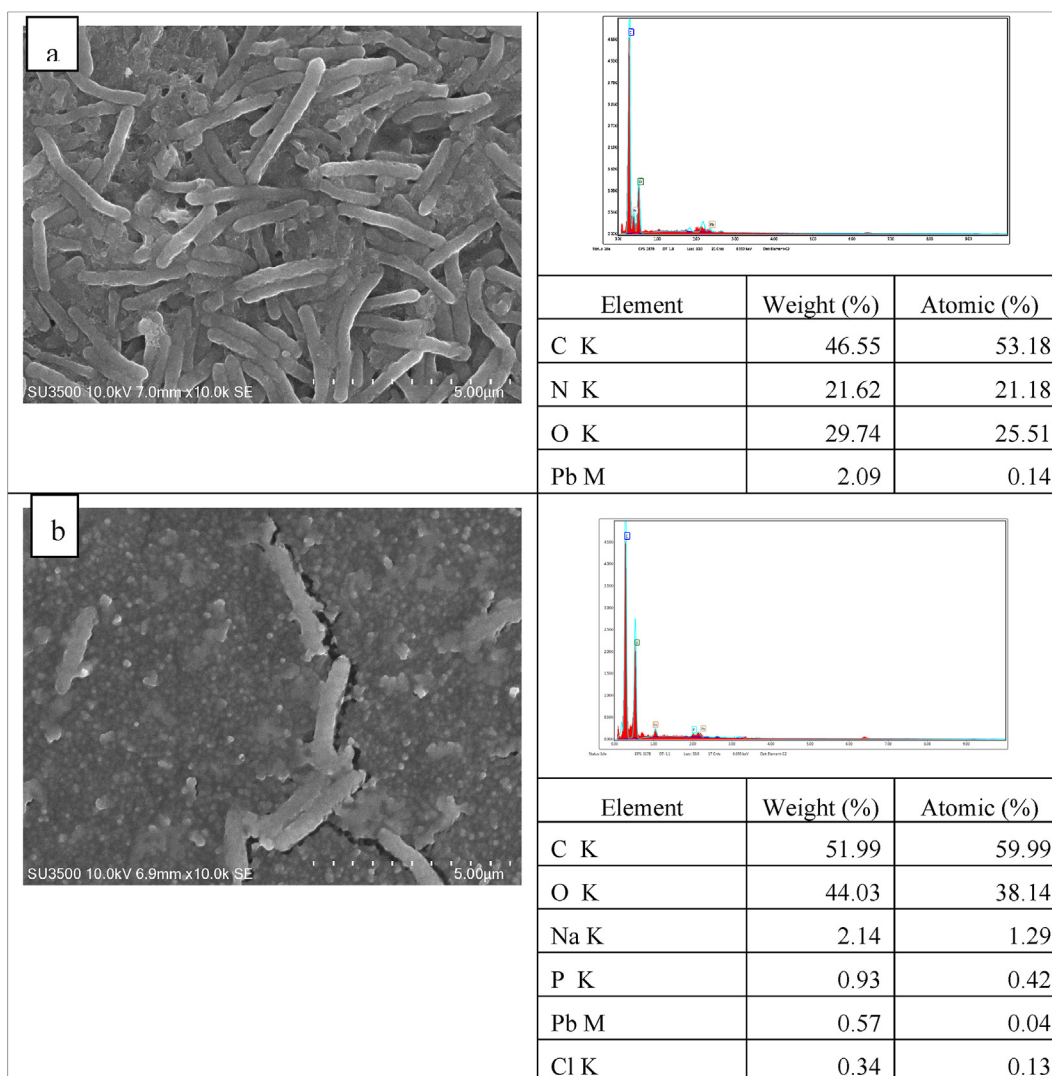 a
SU3500 10.0kV 7.0mm x10.0k SE
5.00µm
Element Weight (%) Atomic (%)
C K 46.55 53.18
N K 21.62 21.18
O K 29.74 25.51
Pb M 2.09 0.14
b
SU3500 10.0kV 6.9mm x10.0k SE
5.00µm
Element Weight (%) Atomic (%)
C K 51.99 59.99
O K 44.03 38.14
Na K 2.14 1.29
P K 0.93 0.42
Pb M 0.57 0.04
Cl K 0.34 0.13